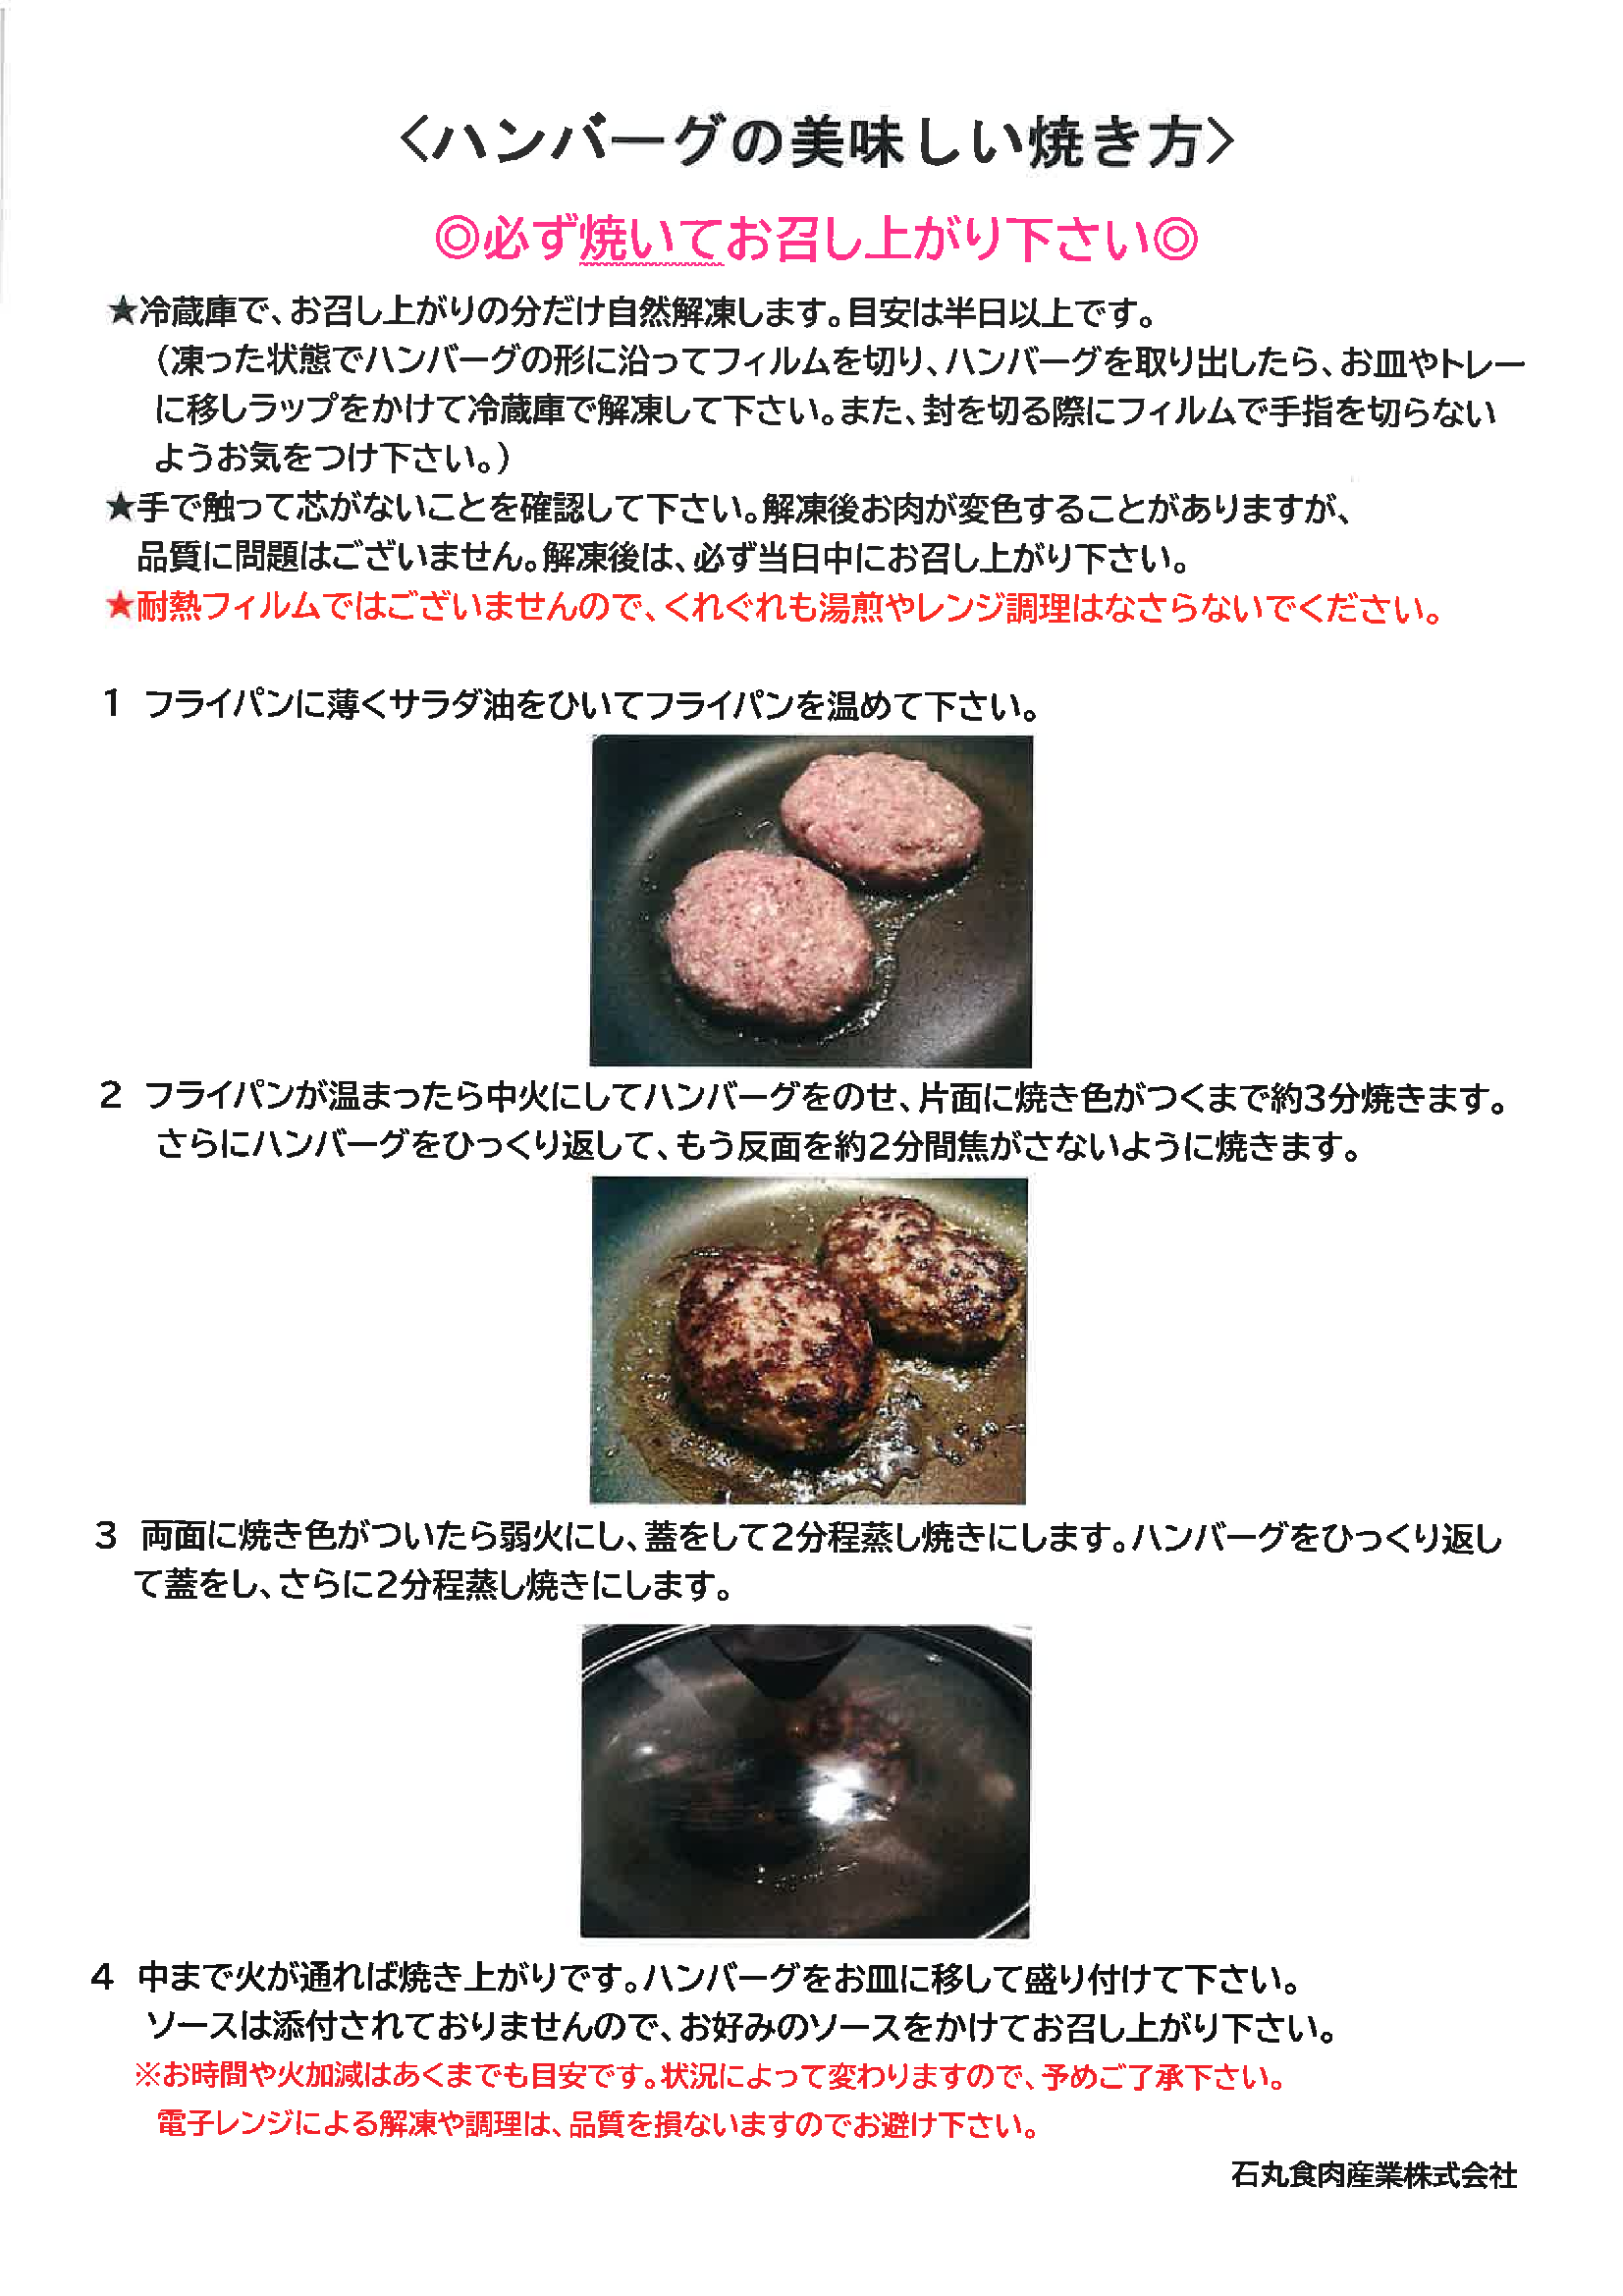 <ハンバーグの美味しい焼き方>
◎必ず焼いてお召し上がり下さい◎
★冷蔵庫で、お召し上がりの分だけ自然解凍します。目安は半日以上です。
（凍った状態でハンバーグの形に沿ってフィルムを切り、ハンバーグを取り出したら、お皿やトレー
に移しラップをかけて冷蔵庫で解凍して下さい。また、封を切る際にフィルムで手指を切らない
ようお気をつけ下さい。）
★手で触って芯がないことを確認して下さい。解凍後お肉が変色することがありますが、
品質に問題はございません。解凍後は、必ず当日中にお召し上がり下さい。
★耐熱フィルムではございませんので、くれぐれも湯煎やレンジ調理はなさらないでください。
1 フライパンに薄くサラダ油をひいてフライパンを温めて下さい。
2 フライパンが温まったら中火にしてハンバーグをのせ、片面に焼き色がつくまで約3分焼きます。
さらにハンバーグをひっくり返して、もう反面を約2分間焦がさないように焼きます。
3 両面に焼き色がついたら弱火にし、蓋をして2分程蒸し焼きにします。ハンバーグをひっくり返し
て蓋をし、さらに2分程蒸し焼きにします。
4 中まで火が通れば焼き上がりです。ハンバーグをお皿に移して盛り付けて下さい。
ソースは添付されておりませんので、お好みのソースをかけてお召し上がり下さい。
※お時間や火加減はあくまでも目安です。状況によって変わりますので、予めご了承下さい。
電子レンジによる解凍や調理は、品質を損ないますのでお避け下さい。
石丸食肉産業株式会社